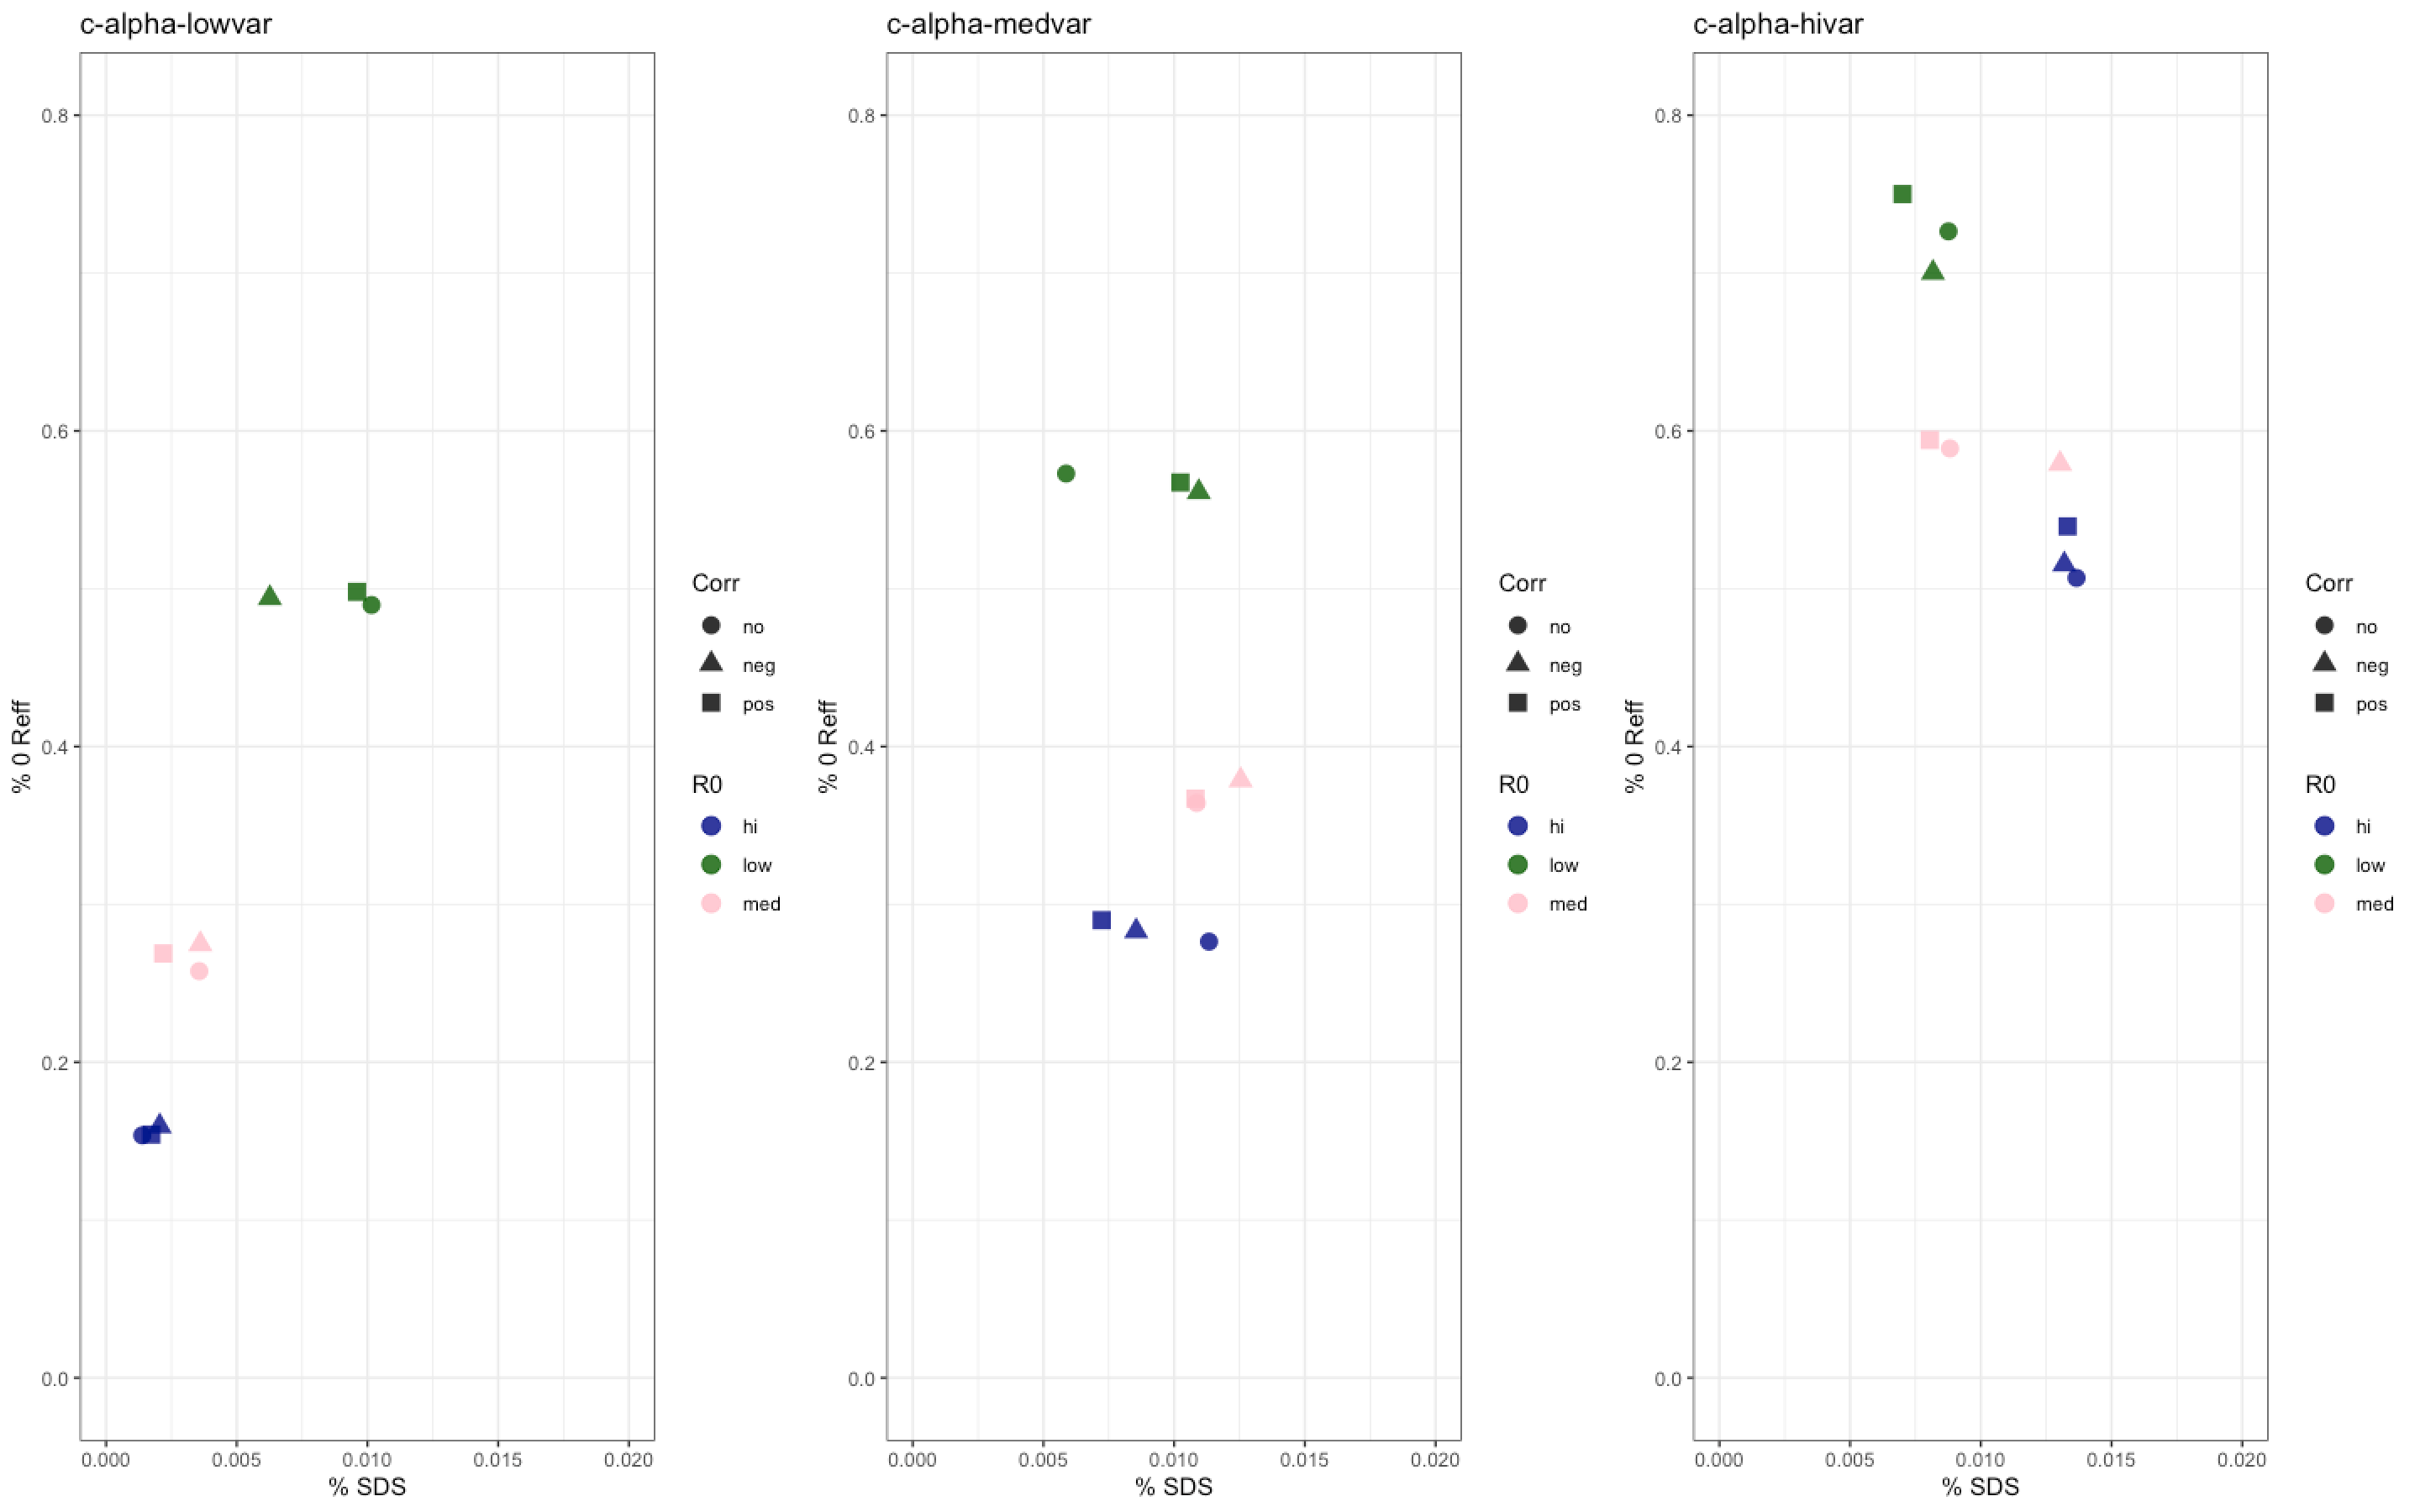 c-alpha-lowvar
% 0 Reff
0.8
0.6
0.4
0.2
0.0
0.000 0.005 0.010 0.015 0.020
% SDS
Corr
no
neg
pos
R0
hi
low
med
c-alpha-medvar
% 0 Reff
0.8
0.6
0.4
0.2
0.0
0.000 0.005 0.010 0.015 0.020
% SDS
Corr
no
neg
pos
R0
hi
low
med
c-alpha-hivar
% 0 Reff
0.8
0.6
0.4
0.2
0.0
0.000 0.005 0.010 0.015 0.020
% SDS
Corr
no
neg
pos
R0
hi
low
med